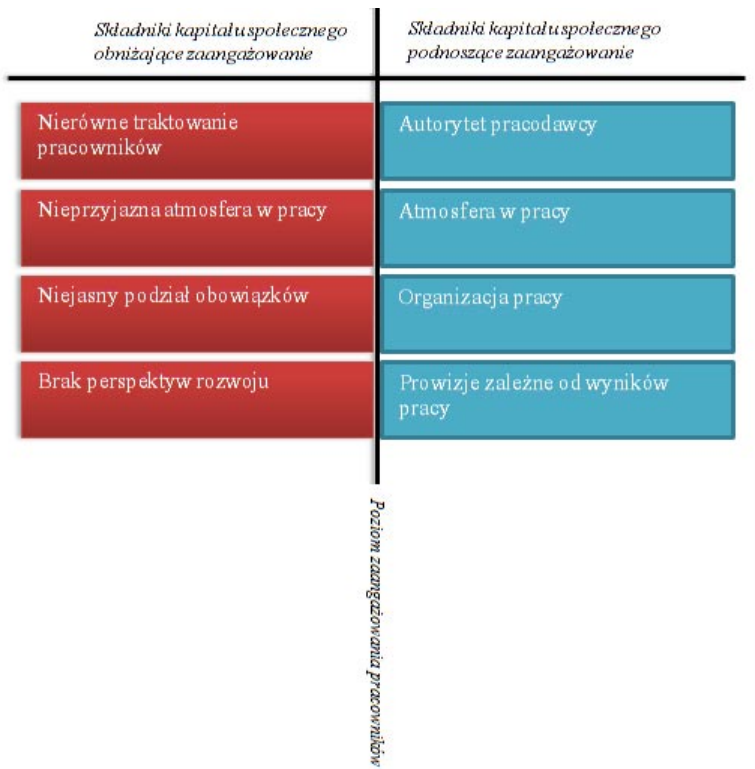 Składniki kapitału społecznego
obniżające zaangażowanie
Składniki kapitału społecznego
podnoszące zaangażowanie
Nierówne traktowanie
pracowników
Autorytet pracodawcy
Nieprzyjazna atmosfera w pracy
Atmosfera w pracy
Niejasny podział obowiązków
Organizacja pracy
Brak perspektyw rozwoju
Prowizje zależne od wyników
pracy
Poziom zaangażowania pracowników